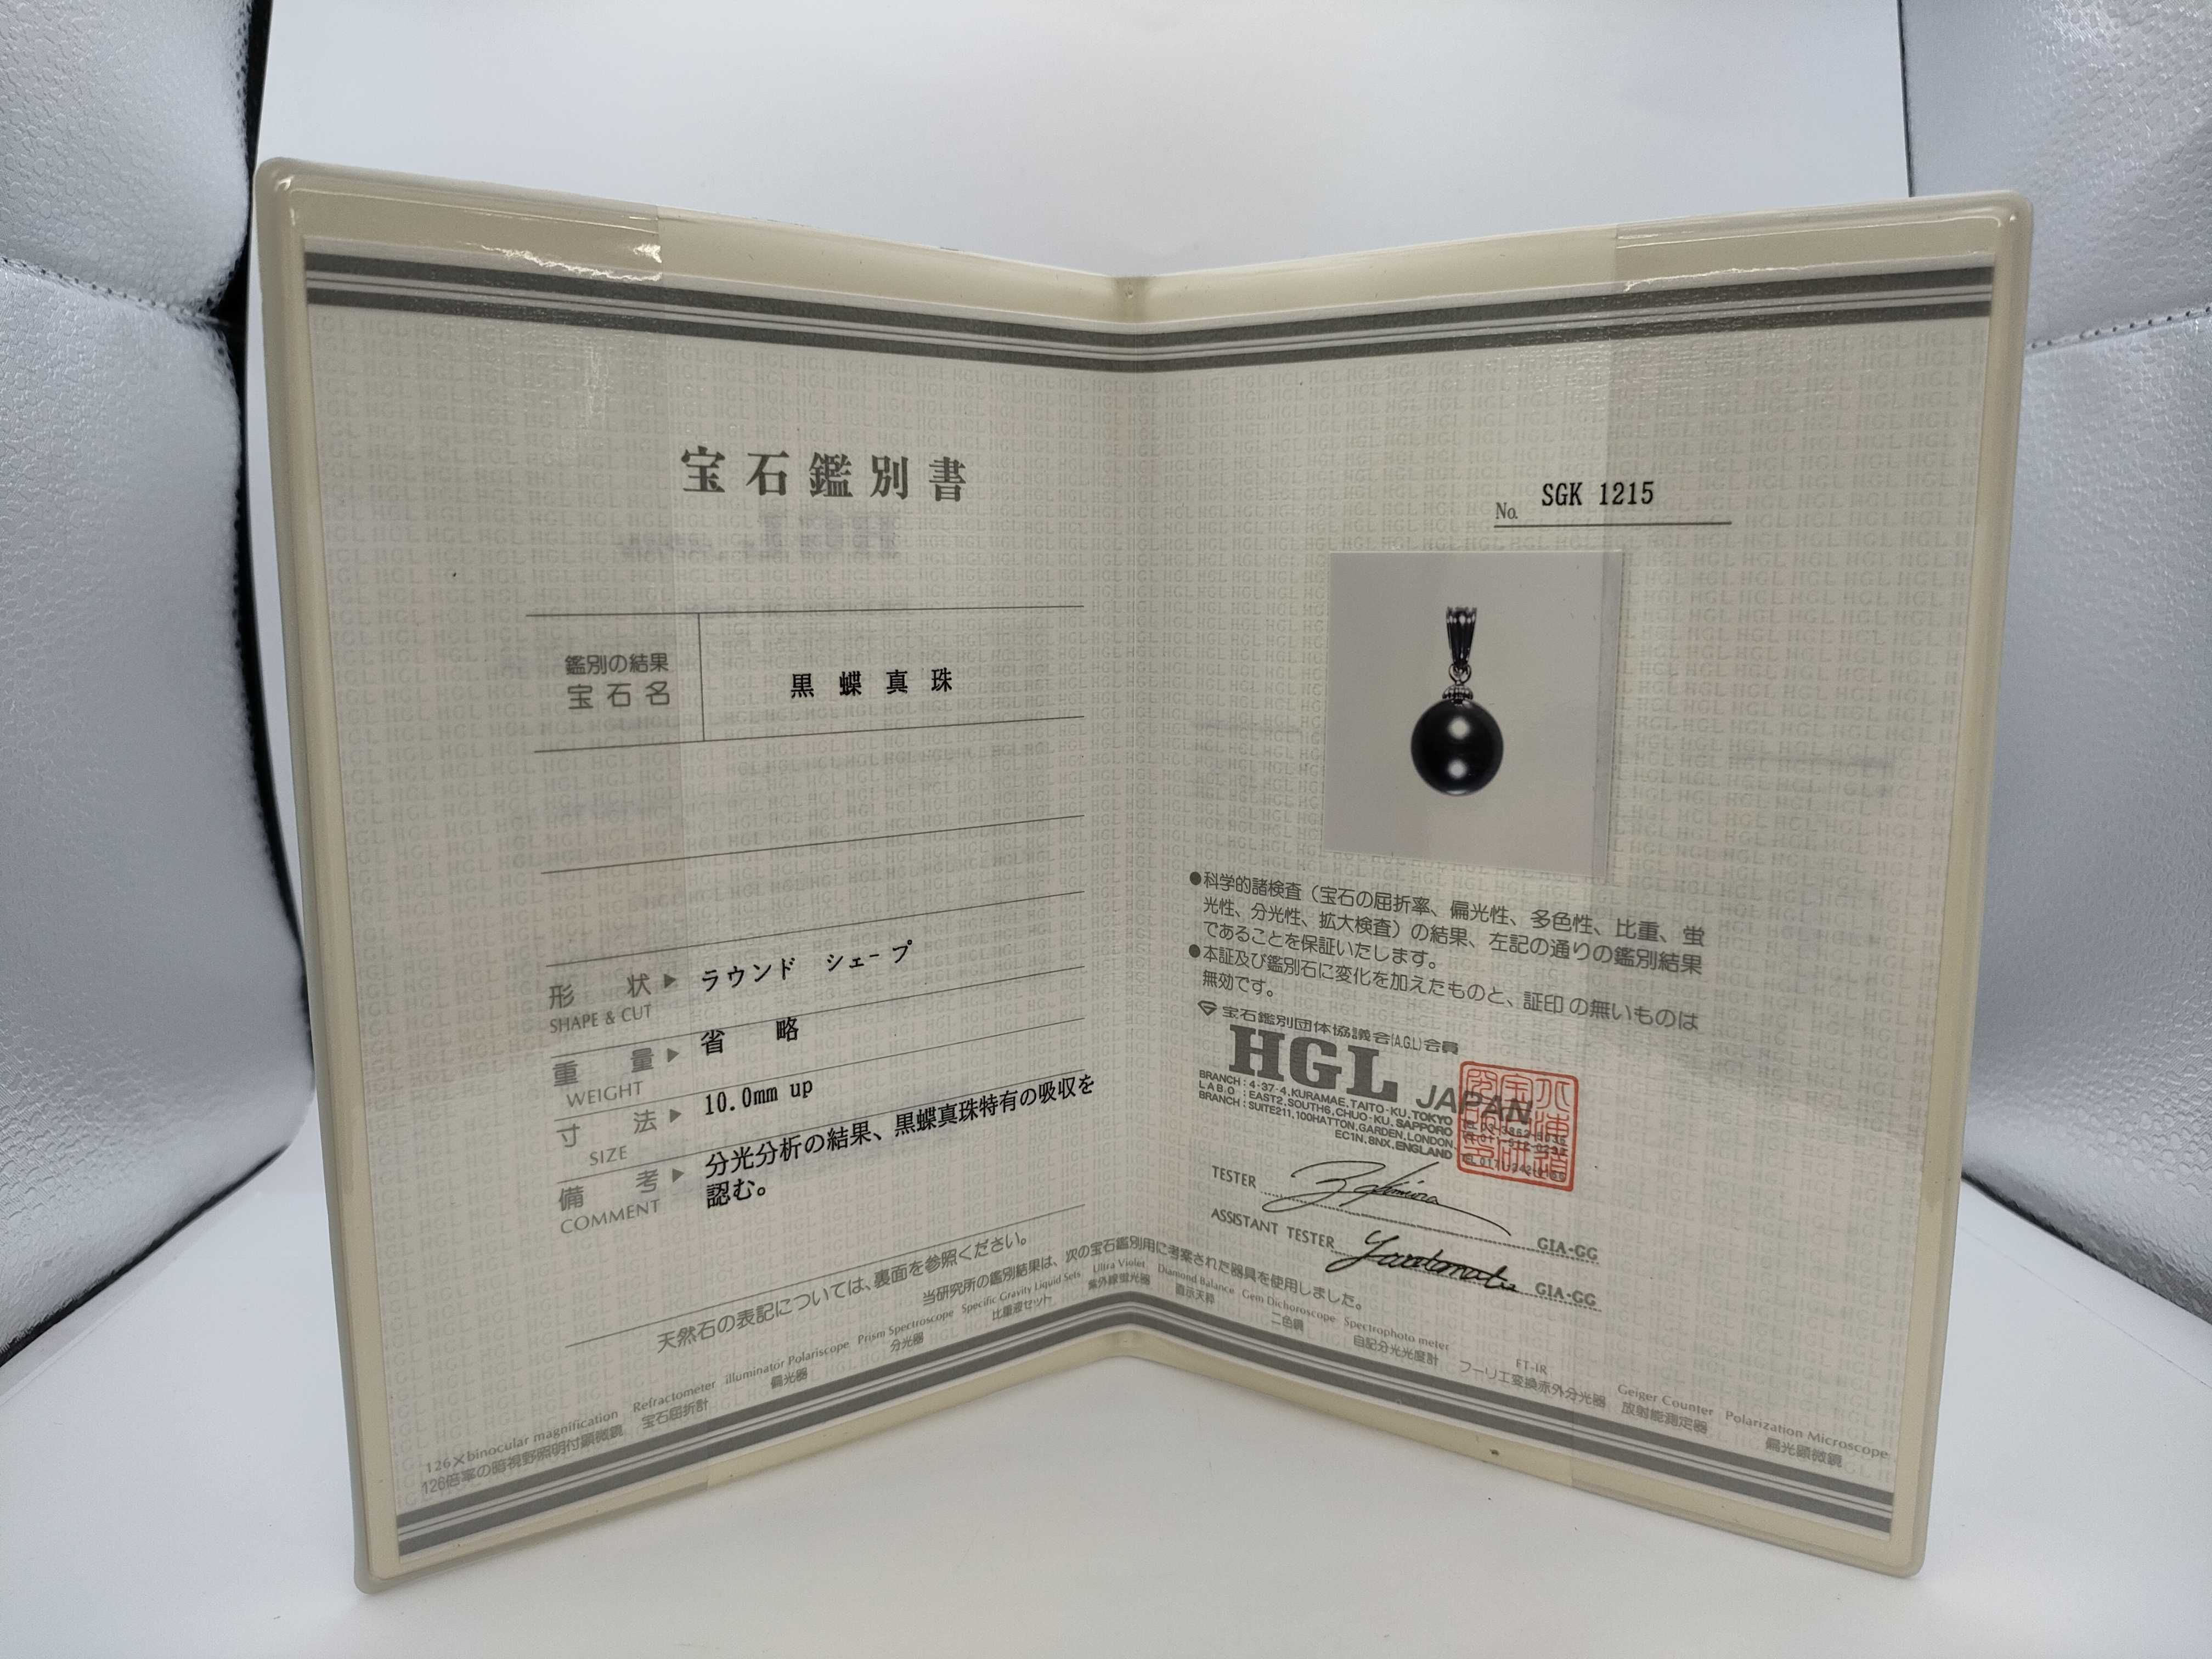 宝石鑑別書
鑑別の結果
宝石名
黒蝶真珠
形状 ▶ ラウンド シェープ
SHAPE & CUT
重量 ▶ 省略
WEIGHT
寸法 ▶ 10.0mm up
SIZE
備考 ▶ 分光分析の結果、黒蝶真珠特有の吸収を
COMMENT 認む。
天然石の表記については、裏面を参照ください。
No. SGK 1215
●科学的諸検査（宝石の屈折率、偏光性、多色性、比重、蛍
光性、分光性、拡大検査）の結果、左記の通りの鑑別結果
であることを保証いたします。
●本証及び鑑別石に変化を加えたものと、証印の無いものは
無効です。
宝石鑑別団体協議会(A.G.L)会員
HGL JAPAN
BRANCH : 4-37-4, KURAMAE, TAITO-KU, TOKYO
LABO : EAST2, SOUTH6, CHUO-KU, SAPPORO
BRANCH : SUITE211, 100HATTON, GARDEN, LONDON,
EC1N, 8NX, ENGLAND
TESTER GIA-GG
ASSISTANT TESTER GIA-GG
当研究所の鑑別結果は、次の宝石鑑別用に考案された器具を使用しました。
126×binocular magnification Refractometer illuminator Polariscope Prism Spectroscope Specific Gravity Liquid Sets Ultra Violet Diamond Balance Gem Dichoroscope Spectrophoto meter FT-IR Geiger Counter Polarization Microscope
126倍率の暗視野照明付顕微鏡 宝石屈折計 偏光器 分光器 比重液セット 紫外線蛍光器 直示天秤 二色鏡 自記分光光度計 フーリエ変換赤外分光器 放射能測定器 偏光顕微鏡